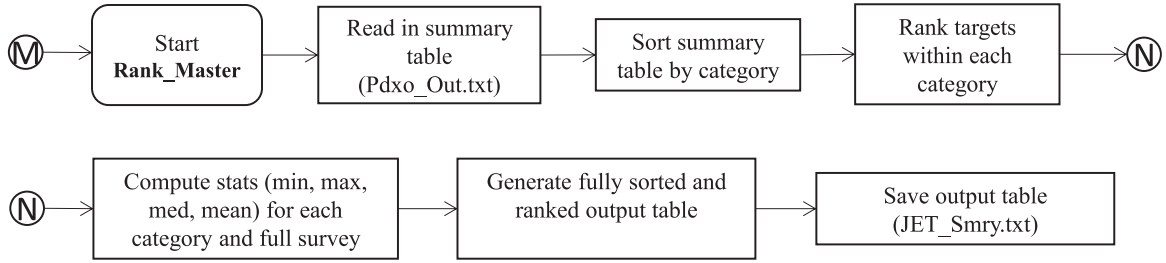 M
Start
Rank_Master
Read in summary
table
(Pdxo_Out.txt)
Sort summary
table by category
Rank targets
within each
category
N
N
Compute stats (min, max,
med, mean) for each
category and full survey
Generate fully sorted and
ranked output table
Save output table
(JET_Smry.txt)